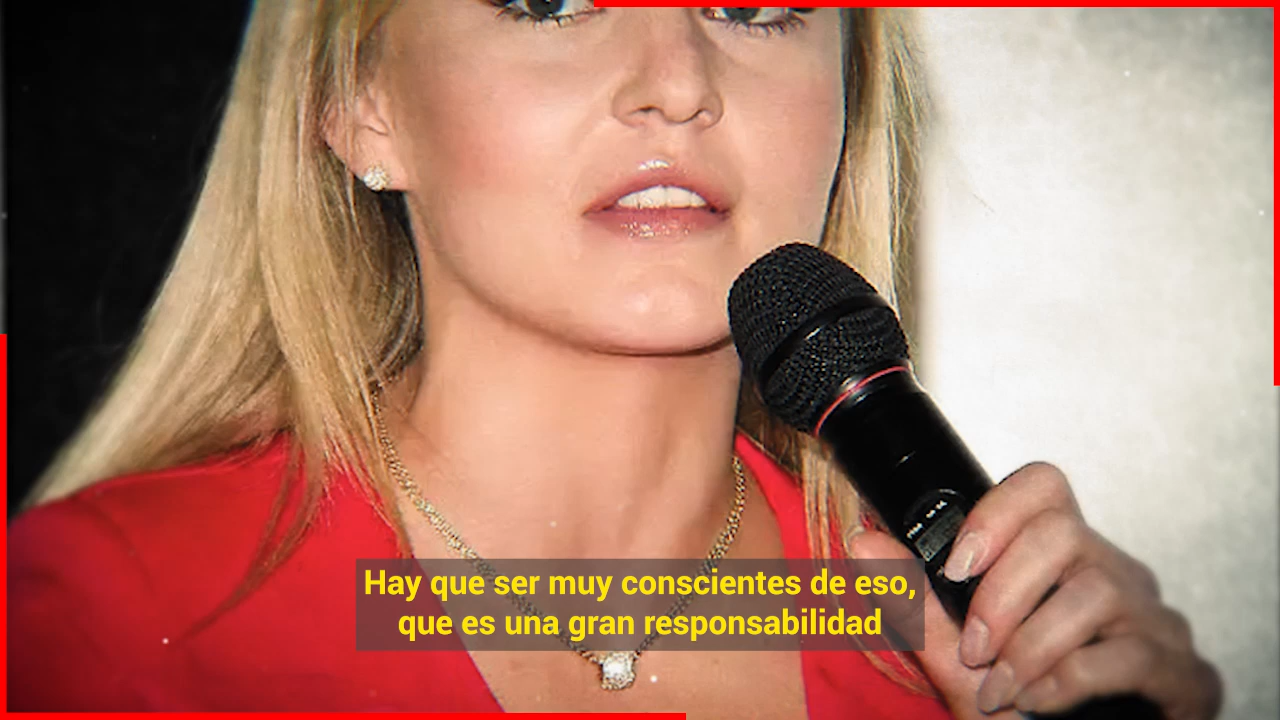 Hay que ser muy conscientes de eso,
que es una gran responsabilidad